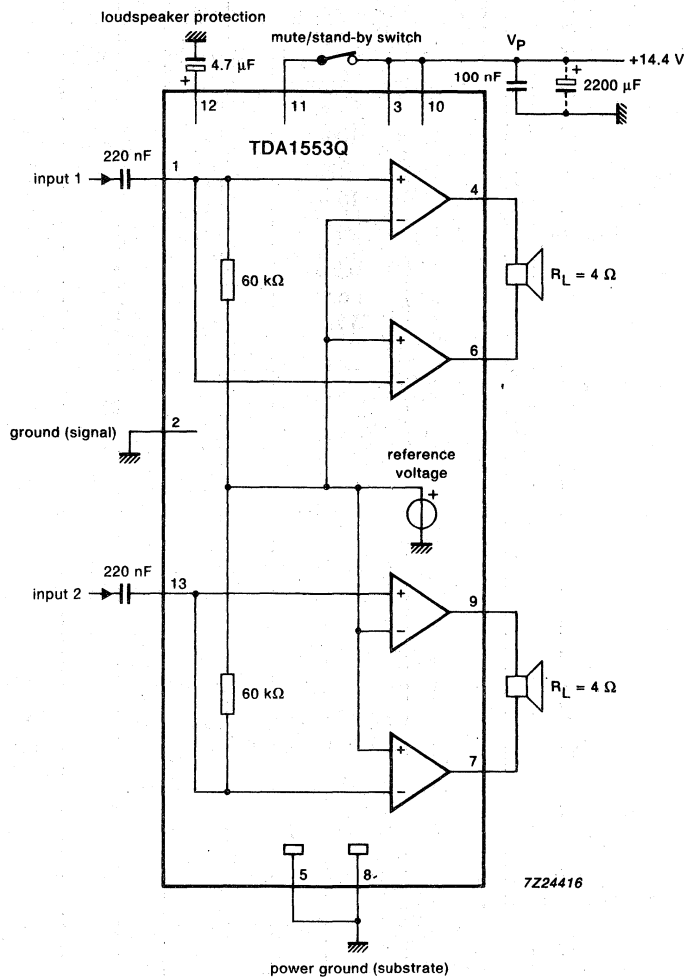 loudspeaker protection
mute/stand-by switch
V_P
4.7 µF
+
100 nF
+
2200 µF
+14.4 V
12
11
3
10
TDA1553Q
220 nF
1
input 1
+
−
4
60 kΩ
R_L = 4 Ω
+
−
6
2
ground (signal)
reference
voltage
+
220 nF
13
input 2
+
−
9
60 kΩ
R_L = 4 Ω
+
−
7
5
8
7Z24416
power ground (substrate)